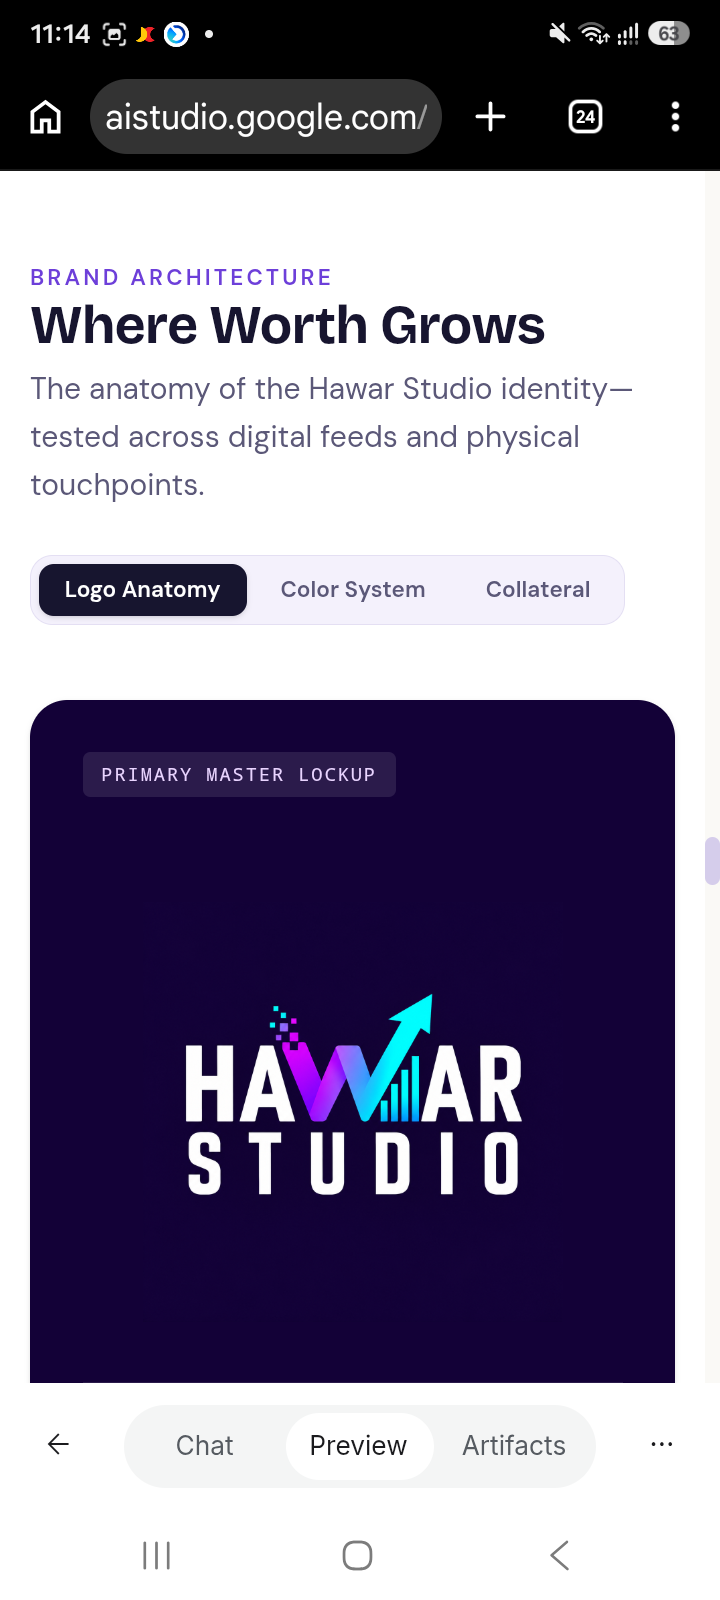 11:14
63
aistudio.google.com/
24
BRAND ARCHITECTURE
Where Worth Grows
The anatomy of the Hawar Studio identity—
tested across digital feeds and physical
touchpoints.
Logo Anatomy Color System Collateral
PRIMARY MASTER LOCKUP
HAWAR
STUDIO
Chat Preview Artifacts